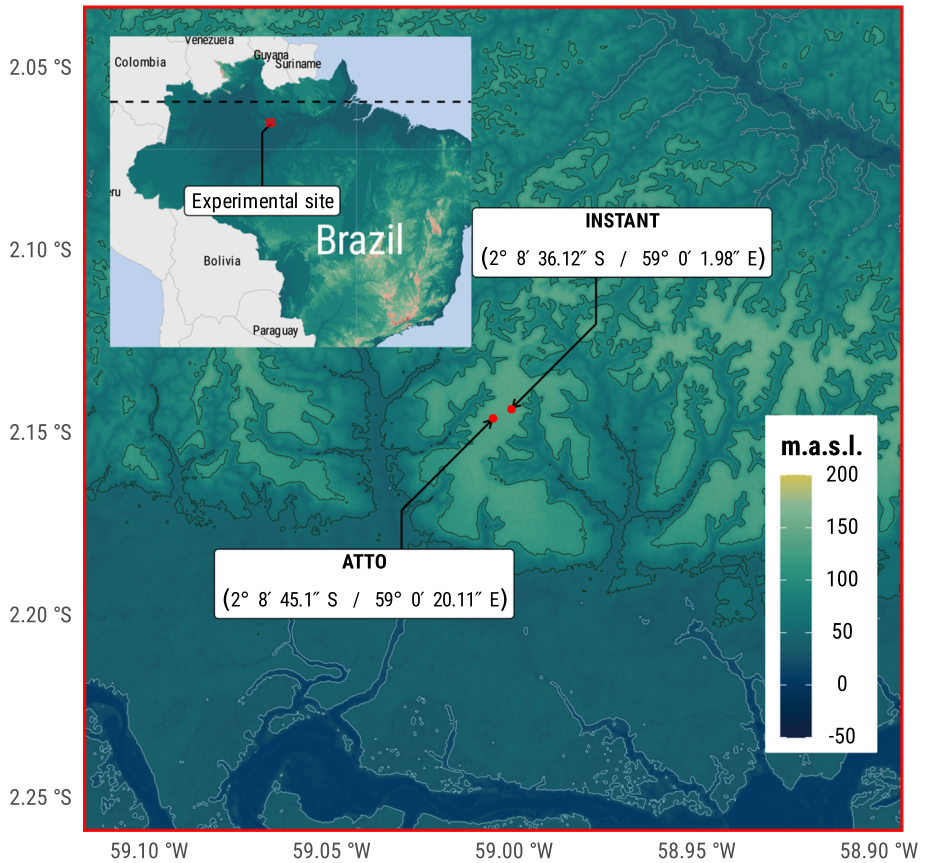 2.05 °S
2.10 °S
2.15 °S
2.20 °S
2.25 °S
Venezuela
Colombia
Guyana
Suriname
eru
Experimental site
Brazil
Bolivia
Paraguay
INSTANT
(2° 8′ 36.12″ S / 59° 0′ 1.98″ E)
ATTO
(2° 8′ 45.1″ S / 59° 0′ 20.11″ E)
m.a.s.l.
200
150
100
50
0
-50
59.10 °W
59.05 °W
59.00 °W
58.95 °W
58.90 °W